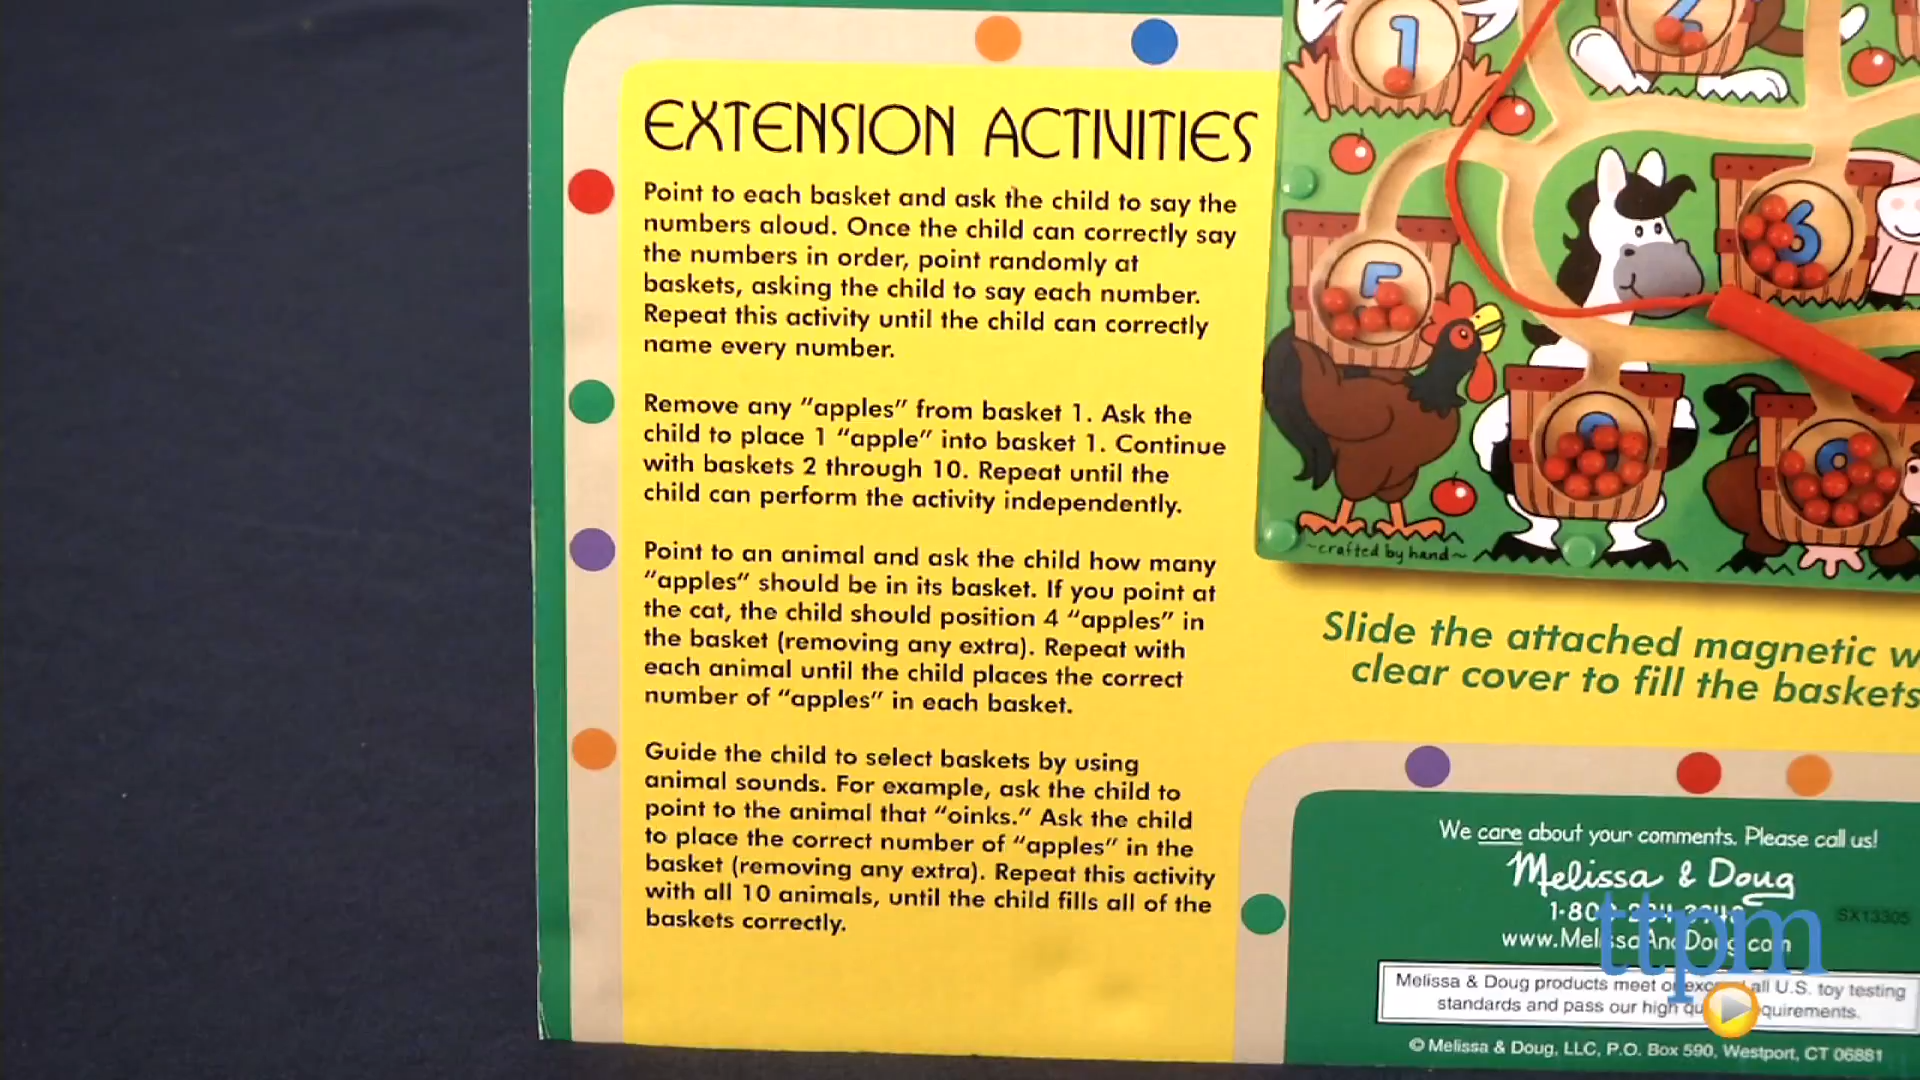 EXTENSION ACTIVITIES
Point to each basket and ask the child to say the
numbers aloud. Once the child can correctly say
the numbers in order, point randomly at
baskets, asking the child to say each number.
Repeat this activity until the child can correctly
name every number.
Remove any “apples” from basket 1. Ask the
child to place 1 “apple” into basket 1. Continue
with baskets 2 through 10. Repeat until the
child can perform the activity independently.
Point to an animal and ask the child how many
“apples” should be in its basket. If you point at
the cat, the child should position 4 “apples” in
the basket (removing any extra). Repeat with
each animal until the child places the correct
number of “apples” in each basket.
Guide the child to select baskets by using
animal sounds. For example, ask the child to
point to the animal that “oinks.” Ask the child
to place the correct number of “apples” in the
basket (removing any extra). Repeat this activity
with all 10 animals, until the child fills all of the
baskets correctly.
1
2
5
6
~crafted by hand~
Slide the attached magnetic
clear cover to fill the baskets
We care about your comments. Please call us!
Melissa & Doug
SX13305
www.MelissaAndDoug.com
ttpm
Melissa & Doug products meet or all U.S. toy testing
standards and pass our high
© Melissa & Doug, LLC, P.O. Box 590, Westport, CT 06881